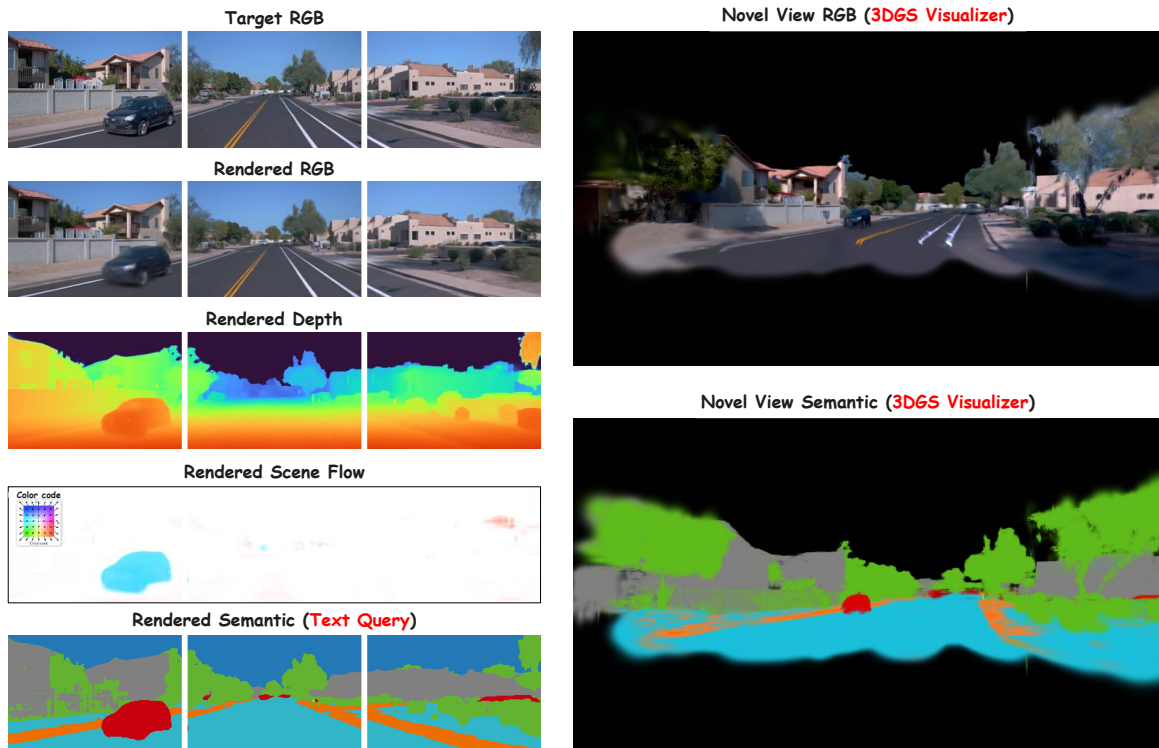 Target RGB
Rendered RGB
Rendered Depth
Rendered Scene Flow
Color code
Rendered Semantic (Text Query)
Novel View RGB (3DGS Visualizer)
Novel View Semantic (3DGS Visualizer)